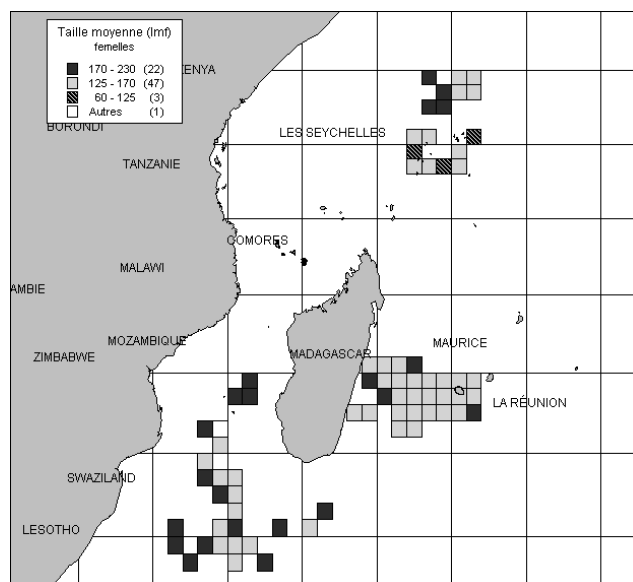 Taille moyenne (lmf)
femelles
170 - 230 (22)
125 - 170 (47)
60 - 125 (3)
Autres (1)
ENYA
BURUNDI
LES SEYCHELLES
TANZANIE
COMORES
MALAWI
AMBIE
MOZAMBIQUE
MAURICE
ZIMBABWE
MADAGASCAR
LA RÉUNION
SWAZILAND
LESOTHO